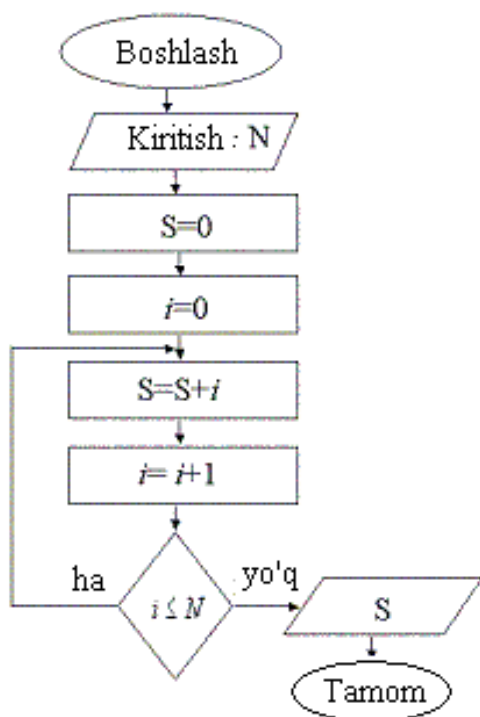 Boshlash
Kiritish : N
S=0
i=0
S=S+i
i= i+1
ha
i ≤ N
yo'q
S
Tamom